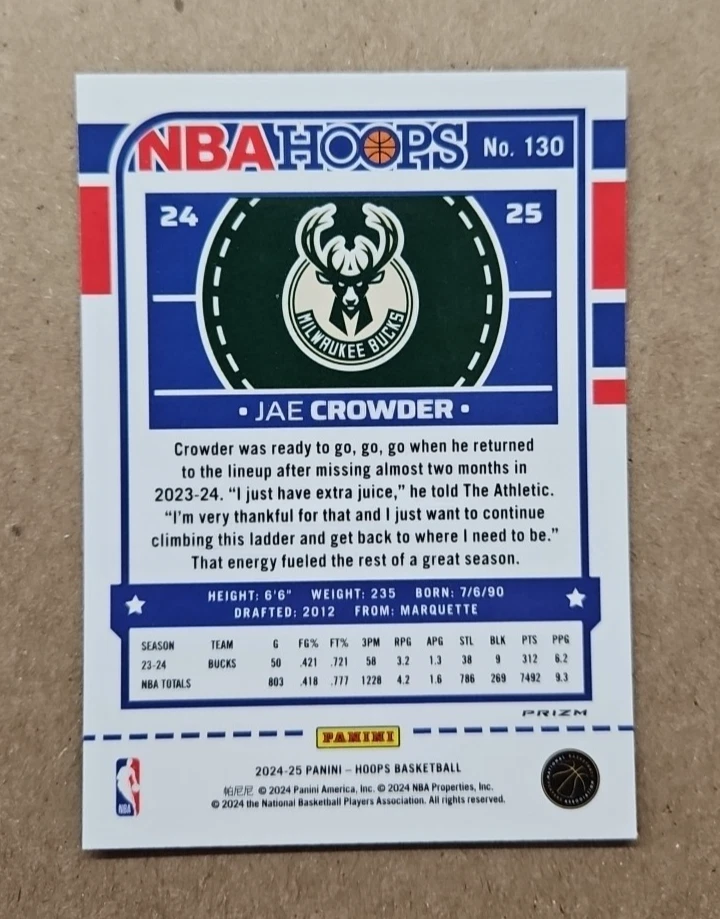 NBA HOOPS No. 130
24 25
MILWAUKEE BUCKS
• JAE CROWDER •
Crowder was ready to go, go, go when he returned
to the lineup after missing almost two months in
2023-24. “I just have extra juice,” he told The Athletic.
“I’m very thankful for that and I just want to continue
climbing this ladder and get back to where I need to be.”
That energy fueled the rest of a great season.
HEIGHT: 6'6" WEIGHT: 235 BORN: 7/6/90
DRAFTED: 2012 FROM: MARQUETTE
SEASON TEAM G FG% FT% 3PM RPG APG STL BLK PTS PPG
23-24 BUCKS 50 .421 .721 58 3.2 1.3 38 9 312 6.2
NBA TOTALS 803 .418 .777 1228 4.2 1.6 786 269 7492 9.3
PRIZM
PANINI
2024-25 PANINI – HOOPS BASKETBALL
帕尼尼 © 2024 Panini America, Inc. © 2024 NBA Properties, Inc.
© 2024 the National Basketball Players Association. All rights reserved.
NBA